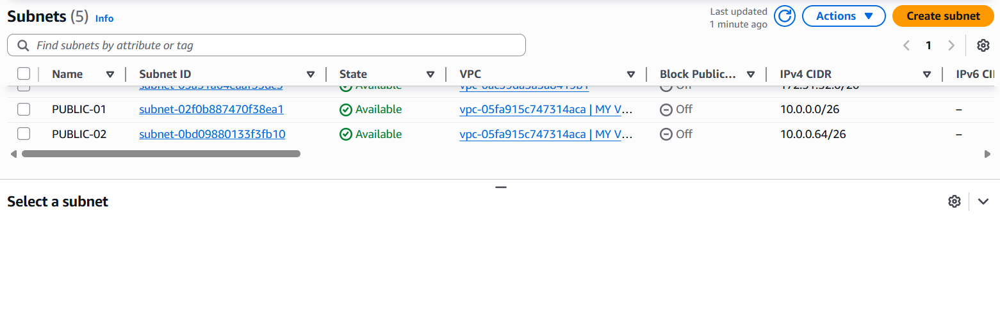 Subnets (5) Info
Last updated
1 minute ago
Actions
Create subnet
Find subnets by attribute or tag
1
Name Subnet ID State VPC Block Public... IPv4 CIDR IPv6 CI
Available Off
PUBLIC-01 subnet-02f0b887470f38ea1 Available vpc-05fa915c747314aca | MY V... Off 10.0.0.0/26 –
PUBLIC-02 subnet-0bd09880133f3fb10 Available vpc-05fa915c747314aca | MY V... Off 10.0.0.64/26 –
Select a subnet